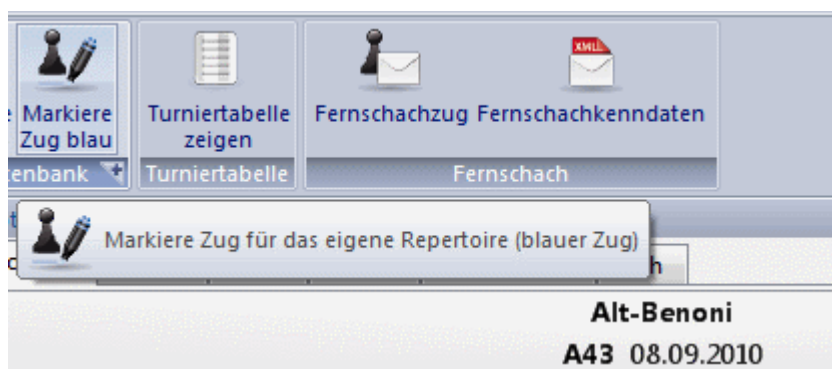 XML
Markiere
Zug blau
Turniertabelle
zeigen
Fernschachzug
Fernschachkenndaten
Turniertabelle
Fernschach
Markiere Zug für das eigene Repertoire (blauer Zug)
Alt-Benoni
A43 08.09.2010